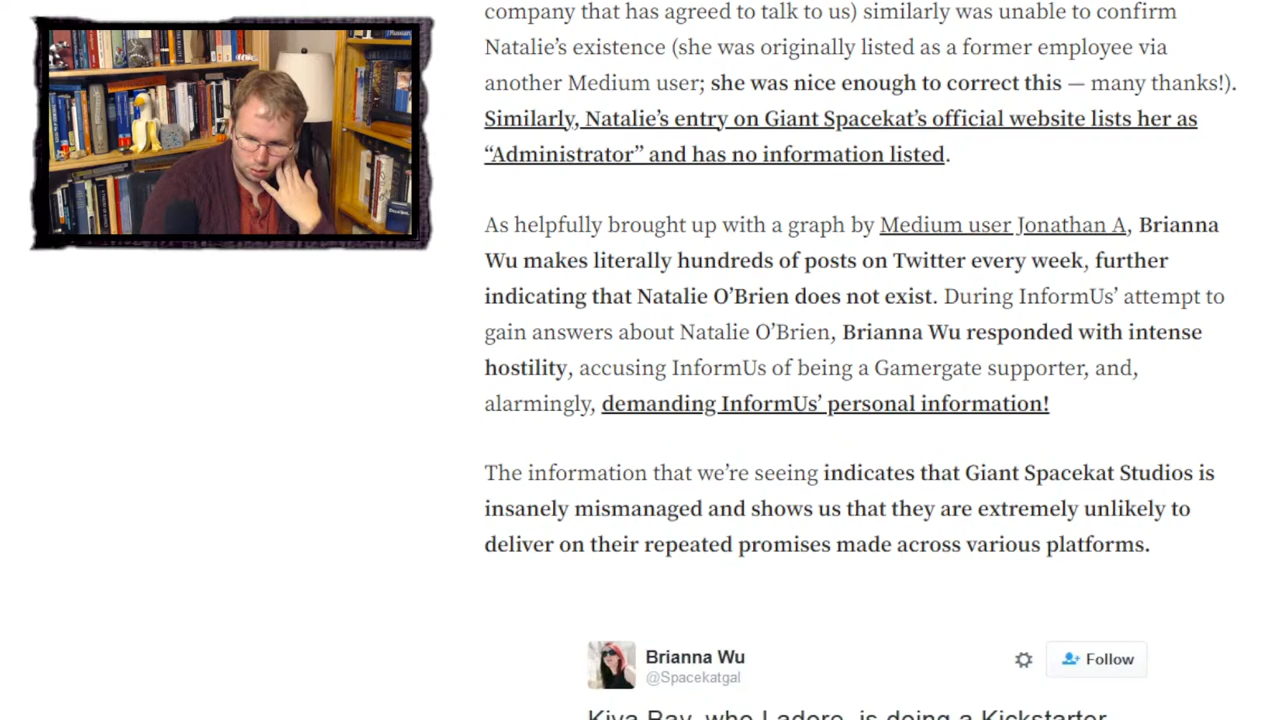 company that has agreed to talk to us) similarly was unable to confirm
Natalie’s existence (she was originally listed as a former employee via
another Medium user; she was nice enough to correct this — many thanks!).
Similarly, Natalie’s entry on Giant Spacekat’s official website lists her as
“Administrator” and has no information listed.
As helpfully brought up with a graph by Medium user Jonathan A, Brianna
Wu makes literally hundreds of posts on Twitter every week, further
indicating that Natalie O’Brien does not exist. During InformUs’ attempt to
gain answers about Natalie O’Brien, Brianna Wu responded with intense
hostility, accusing InformUs of being a Gamergate supporter, and,
alarmingly, demanding InformUs’ personal information!
The information that we’re seeing indicates that Giant Spacekat Studios is
insanely mismanaged and shows us that they are extremely unlikely to
deliver on their repeated promises made across various platforms.
Brianna Wu
@Spacekatgal
Follow
Kiva Bay, who I adore, is doing a Kickstarter